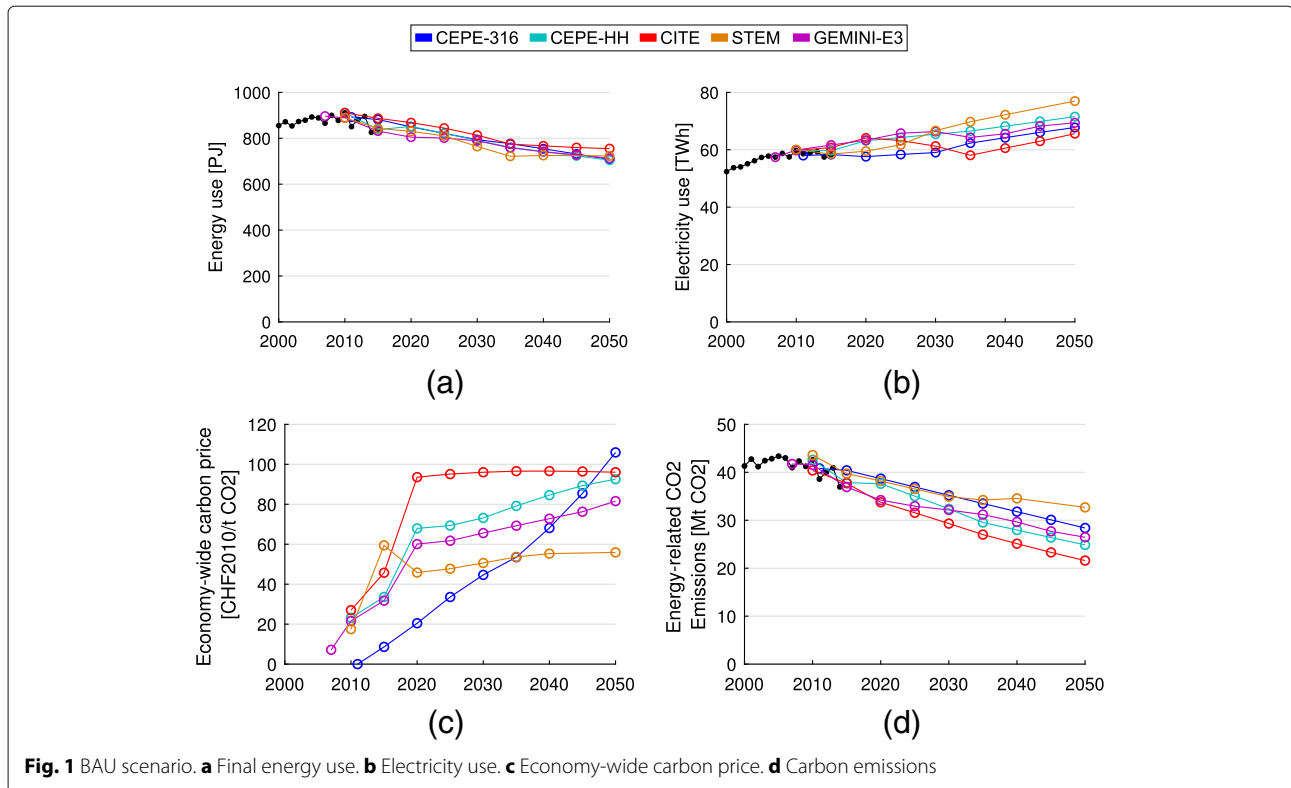 CEPE-316 CEPE-HH CITE STEM GEMINI-E3
1000
800
600
400
200
0
Energy use [PJ]
2000 2010 2020 2030 2040 2050
(a)
80
60
40
20
0
Electricity use [TWh]
2000 2010 2020 2030 2040 2050
(b)
120
100
80
60
40
20
0
Economy-wide carbon price
[CHF2010/t CO2]
2000 2010 2020 2030 2040 2050
(c)
50
40
30
20
10
0
Energy-related CO2
Emissions [Mt CO2]
2000 2010 2020 2030 2040 2050
(d)
Fig. 1 BAU scenario. a Final energy use. b Electricity use. c Economy-wide carbon price. d Carbon emissions